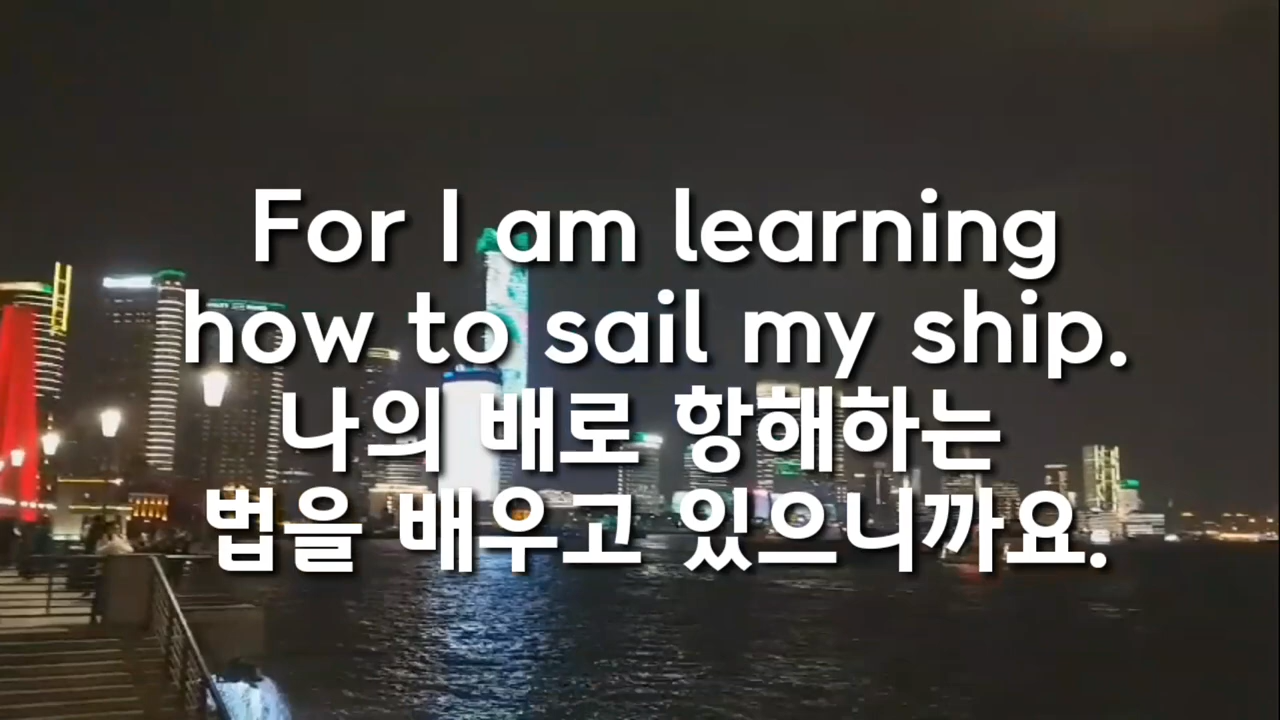 For I am learning
how to sail my ship.
나의 배로 항해하는
법을 배우고 있으니까요.